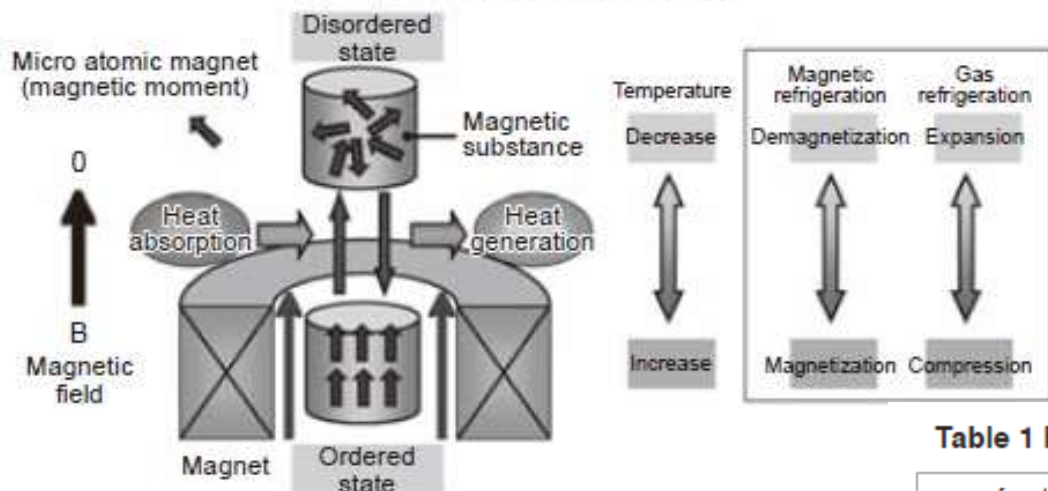 Disordered
state
Micro atomic magnet
(magnetic moment)
Magnetic
substance
0
Heat
absorption
Heat
generation
B
Magnetic
field
Magnet
Ordered
state
Temperature
Magnetic
refrigeration
Gas
refrigeration
Decrease
Demagnetization
Expansion
Increase
Magnetization
Compression
Table 1